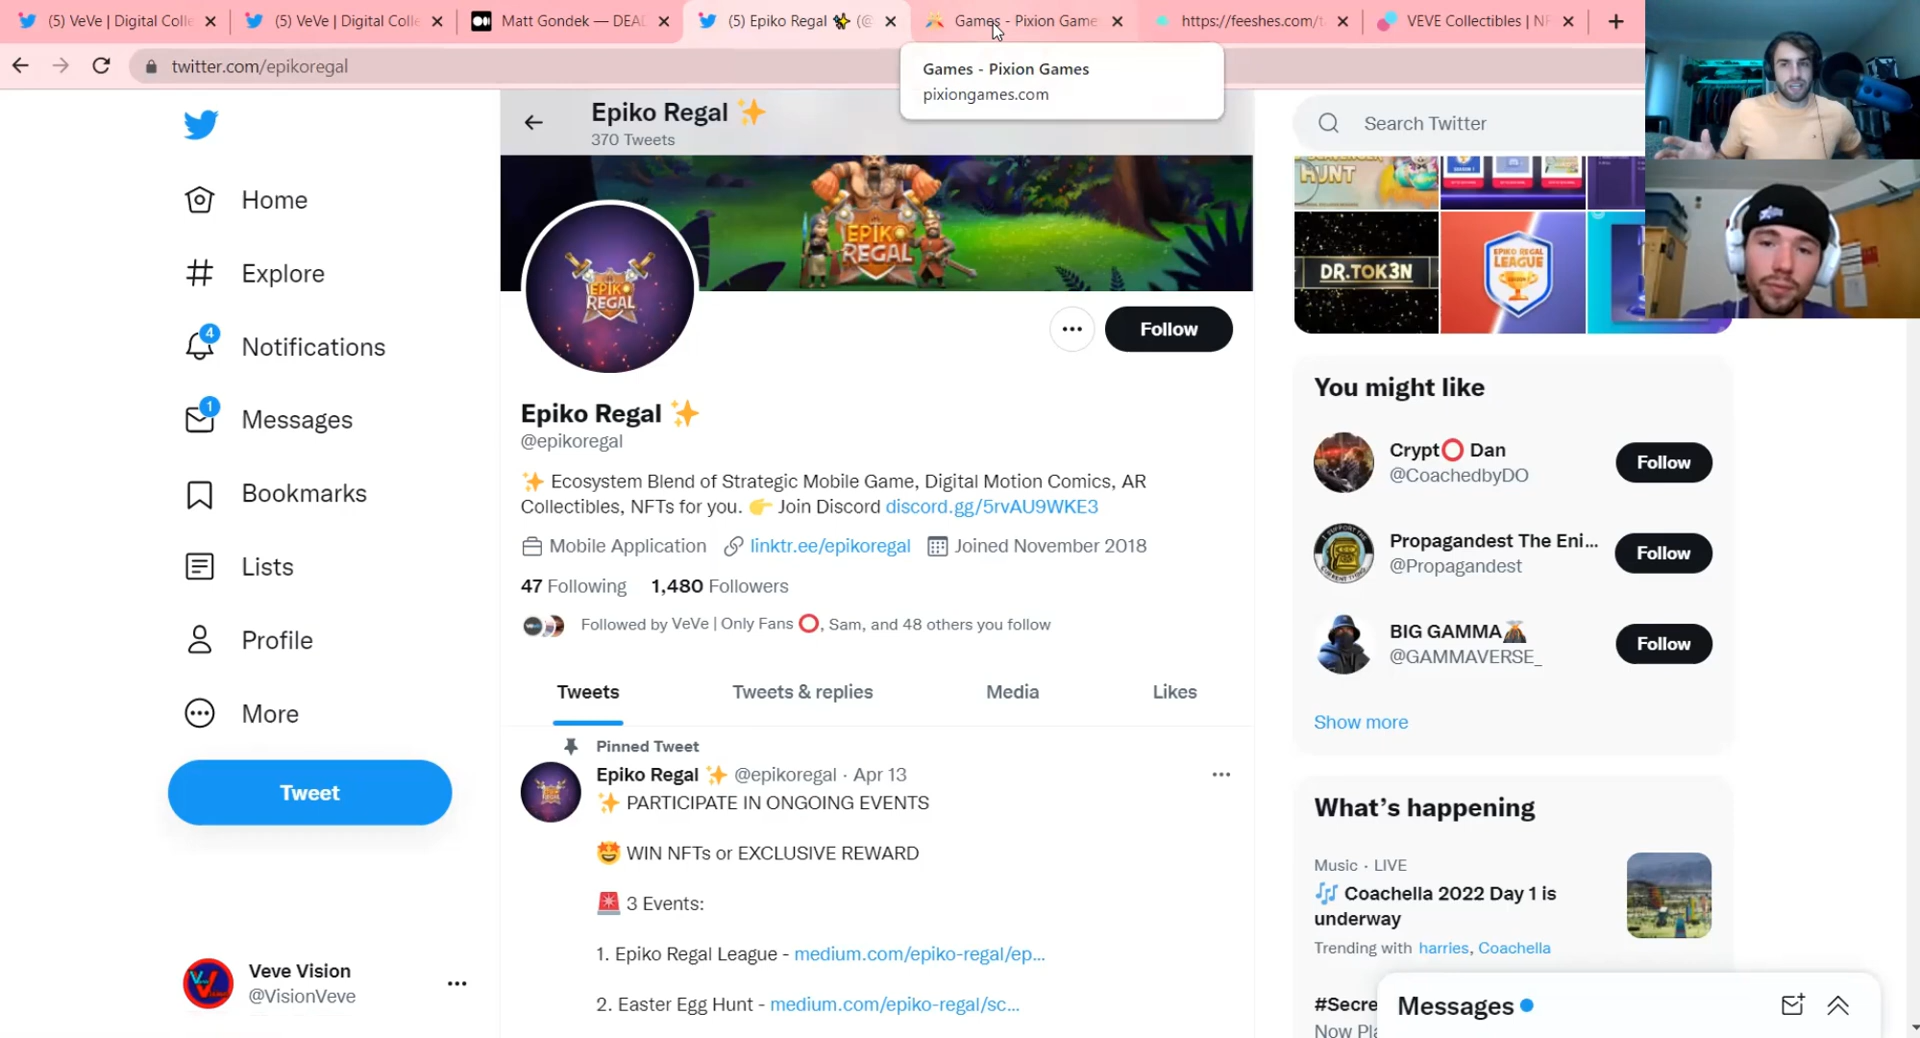 (5) VeVe | Digital Colle
(5) VeVe | Digital Colle
Matt Gondek — DEAD
(5) Epiko Regal ✨ (@
Games - Pixion Game
https://feeshes.com/t
VEVE Collectibles | NF
twitter.com/epikoregal
Games - Pixion Games
pixiongames.com
Epiko Regal ✨
370 Tweets
Search Twitter
Home
Explore
4
Notifications
1
Messages
Bookmarks
Lists
Profile
More
Tweet
Veve Vision
@VisionVeve
EPIKO
REGAL
EPIKO
REGAL
Follow
Epiko Regal ✨
@epikoregal
✨ Ecosystem Blend of Strategic Mobile Game, Digital Motion Comics, AR
Collectibles, NFTs for you. 👉 Join Discord discord.gg/5rvAU9WKE3
Mobile Application linktr.ee/epikoregal Joined November 2018
47 Following 1,480 Followers
Followed by VeVe | Only Fans ⭕, Sam, and 48 others you follow
Tweets Tweets & replies Media Likes
Pinned Tweet
Epiko Regal ✨ @epikoregal · Apr 13
✨ PARTICIPATE IN ONGOING EVENTS
🤩 WIN NFTs or EXCLUSIVE REWARD
🚨 3 Events:
1. Epiko Regal League - medium.com/epiko-regal/ep...
2. Easter Egg Hunt - medium.com/epiko-regal/sc...
HUNT
DR.TOK3N
EPIKO REGAL
LEAGUE
You might like
Crypt⭕ Dan
@CoachedbyDO
Follow
Propagandest The Eni...
@Propagandest
Follow
BIG GAMMA🌋
@GAMMAVERSE_
Follow
Show more
What's happening
Music · LIVE
🎶 Coachella 2022 Day 1 is
underway
Trending with harries, Coachella
#Secre
Now Pla
Messages